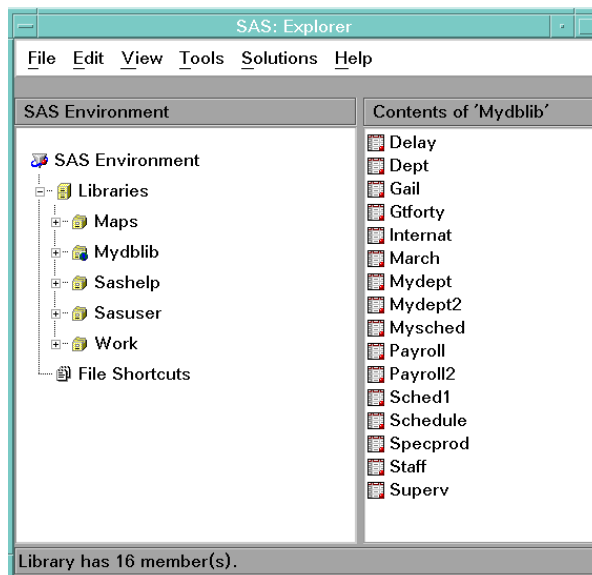 SAS: Explorer
File Edit View Tools Solutions Help
SAS Environment
SAS Environment
Libraries
Maps
Mydblib
Sashelp
Sasuser
Work
File Shortcuts
Contents of 'Mydblib'
Delay
Dept
Gail
Gtforty
Internat
March
Mydept
Mydept2
Mysched
Payroll
Payroll2
Sched1
Schedule
Specprod
Staff
Superv
Library has 16 member(s).